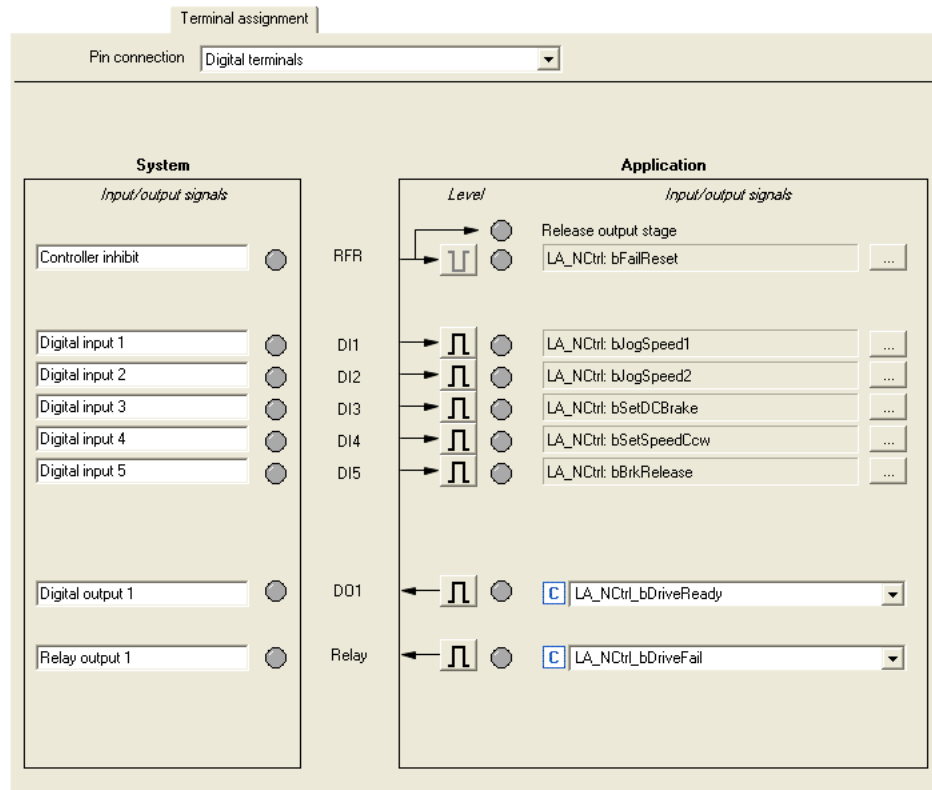 Terminal assignment
Pin connection Digital terminals
System
Application
Input/output signals
Level Input/output signals
Release output stage
Controller inhibit RFR LA_NCtrl: bFailReset ...
Digital input 1 DI1 LA_NCtrl: bJogSpeed1 ...
Digital input 2 DI2 LA_NCtrl: bJogSpeed2 ...
Digital input 3 DI3 LA_NCtrl: bSetDCBrake ...
Digital input 4 DI4 LA_NCtrl: bSetSpeedCcw ...
Digital input 5 DI5 LA_NCtrl: bBrkRelease ...
Digital output 1 DO1 C LA_NCtrl_bDriveReady
Relay output 1 Relay C LA_NCtrl_bDriveFail